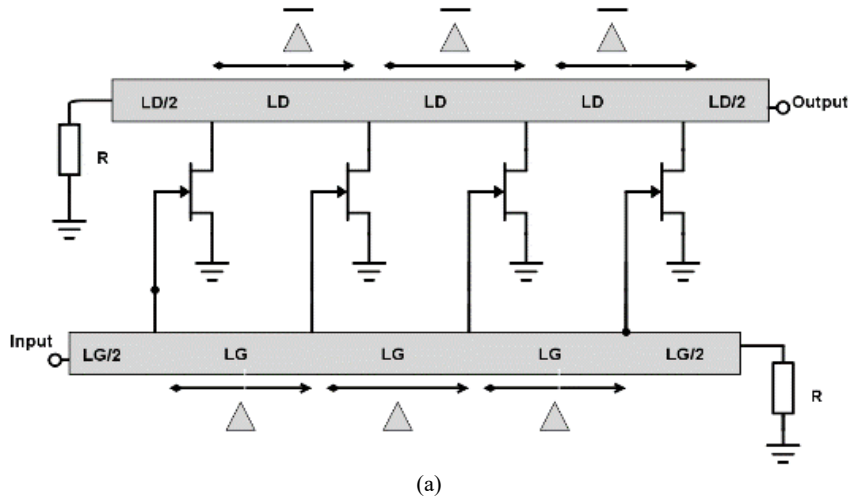 LD/2 LD LD LD LD/2 Output
R
Input
LG/2 LG LG LG LG/2
R
(a)